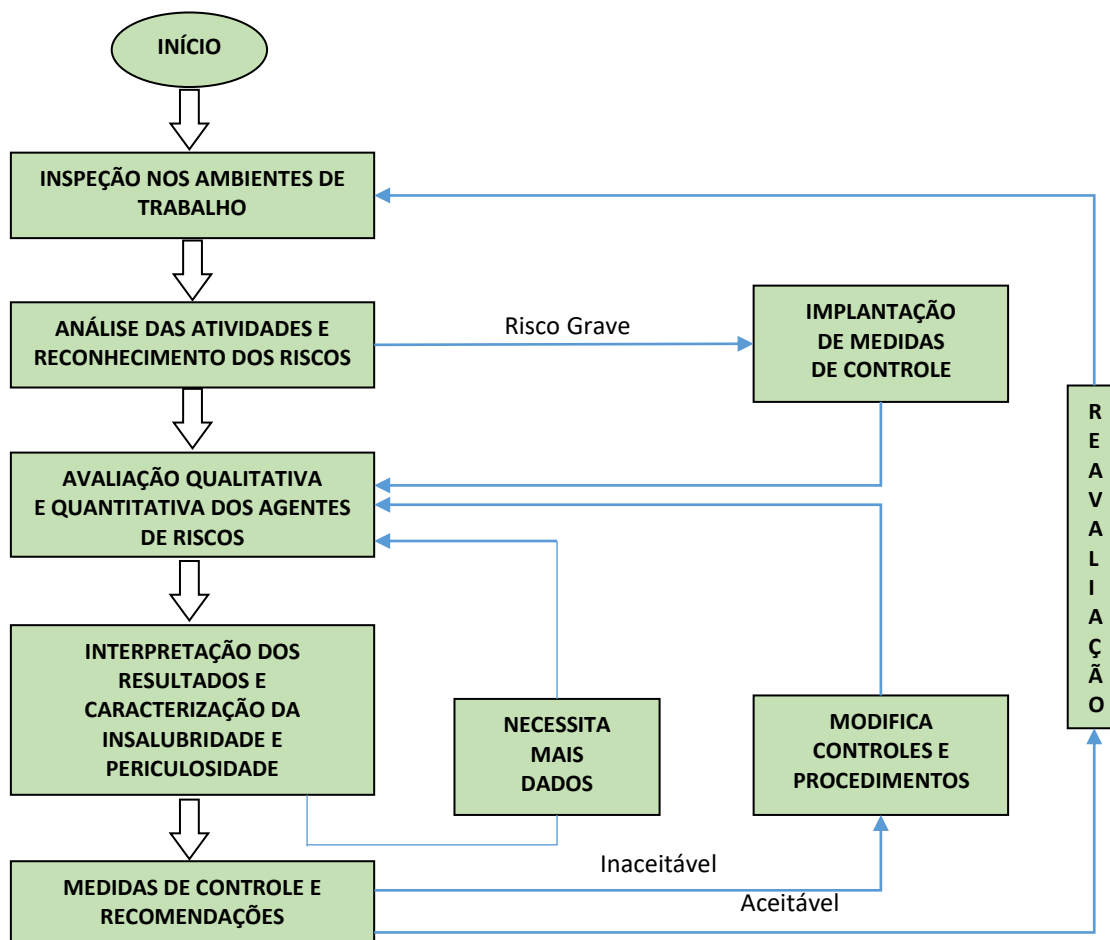 INÍCIO
INSPEÇÃO NOS AMBIENTES DE
TRABALHO
ANÁLISE DAS ATIVIDADES E
RECONHECIMENTO DOS RISCOS
Risco Grave
IMPLANTAÇÃO
DE MEDIDAS
DE CONTROLE
AVALIAÇÃO QUALITATIVA
E QUANTITATIVA DOS AGENTES
DE RISCOS
INTERPRETAÇÃO DOS
RESULTADOS E
CARACTERIZAÇÃO DA
INSALUBRIDADE E
PERICULOSIDADE
NECESSITA
MAIS
DADOS
MODIFICA
CONTROLES E
PROCEDIMENTOS
R
E
A
V
A
L
I
A
Ç
Ã
O
MEDIDAS DE CONTROLE E
RECOMENDAÇÕES
Inaceitável
Aceitável